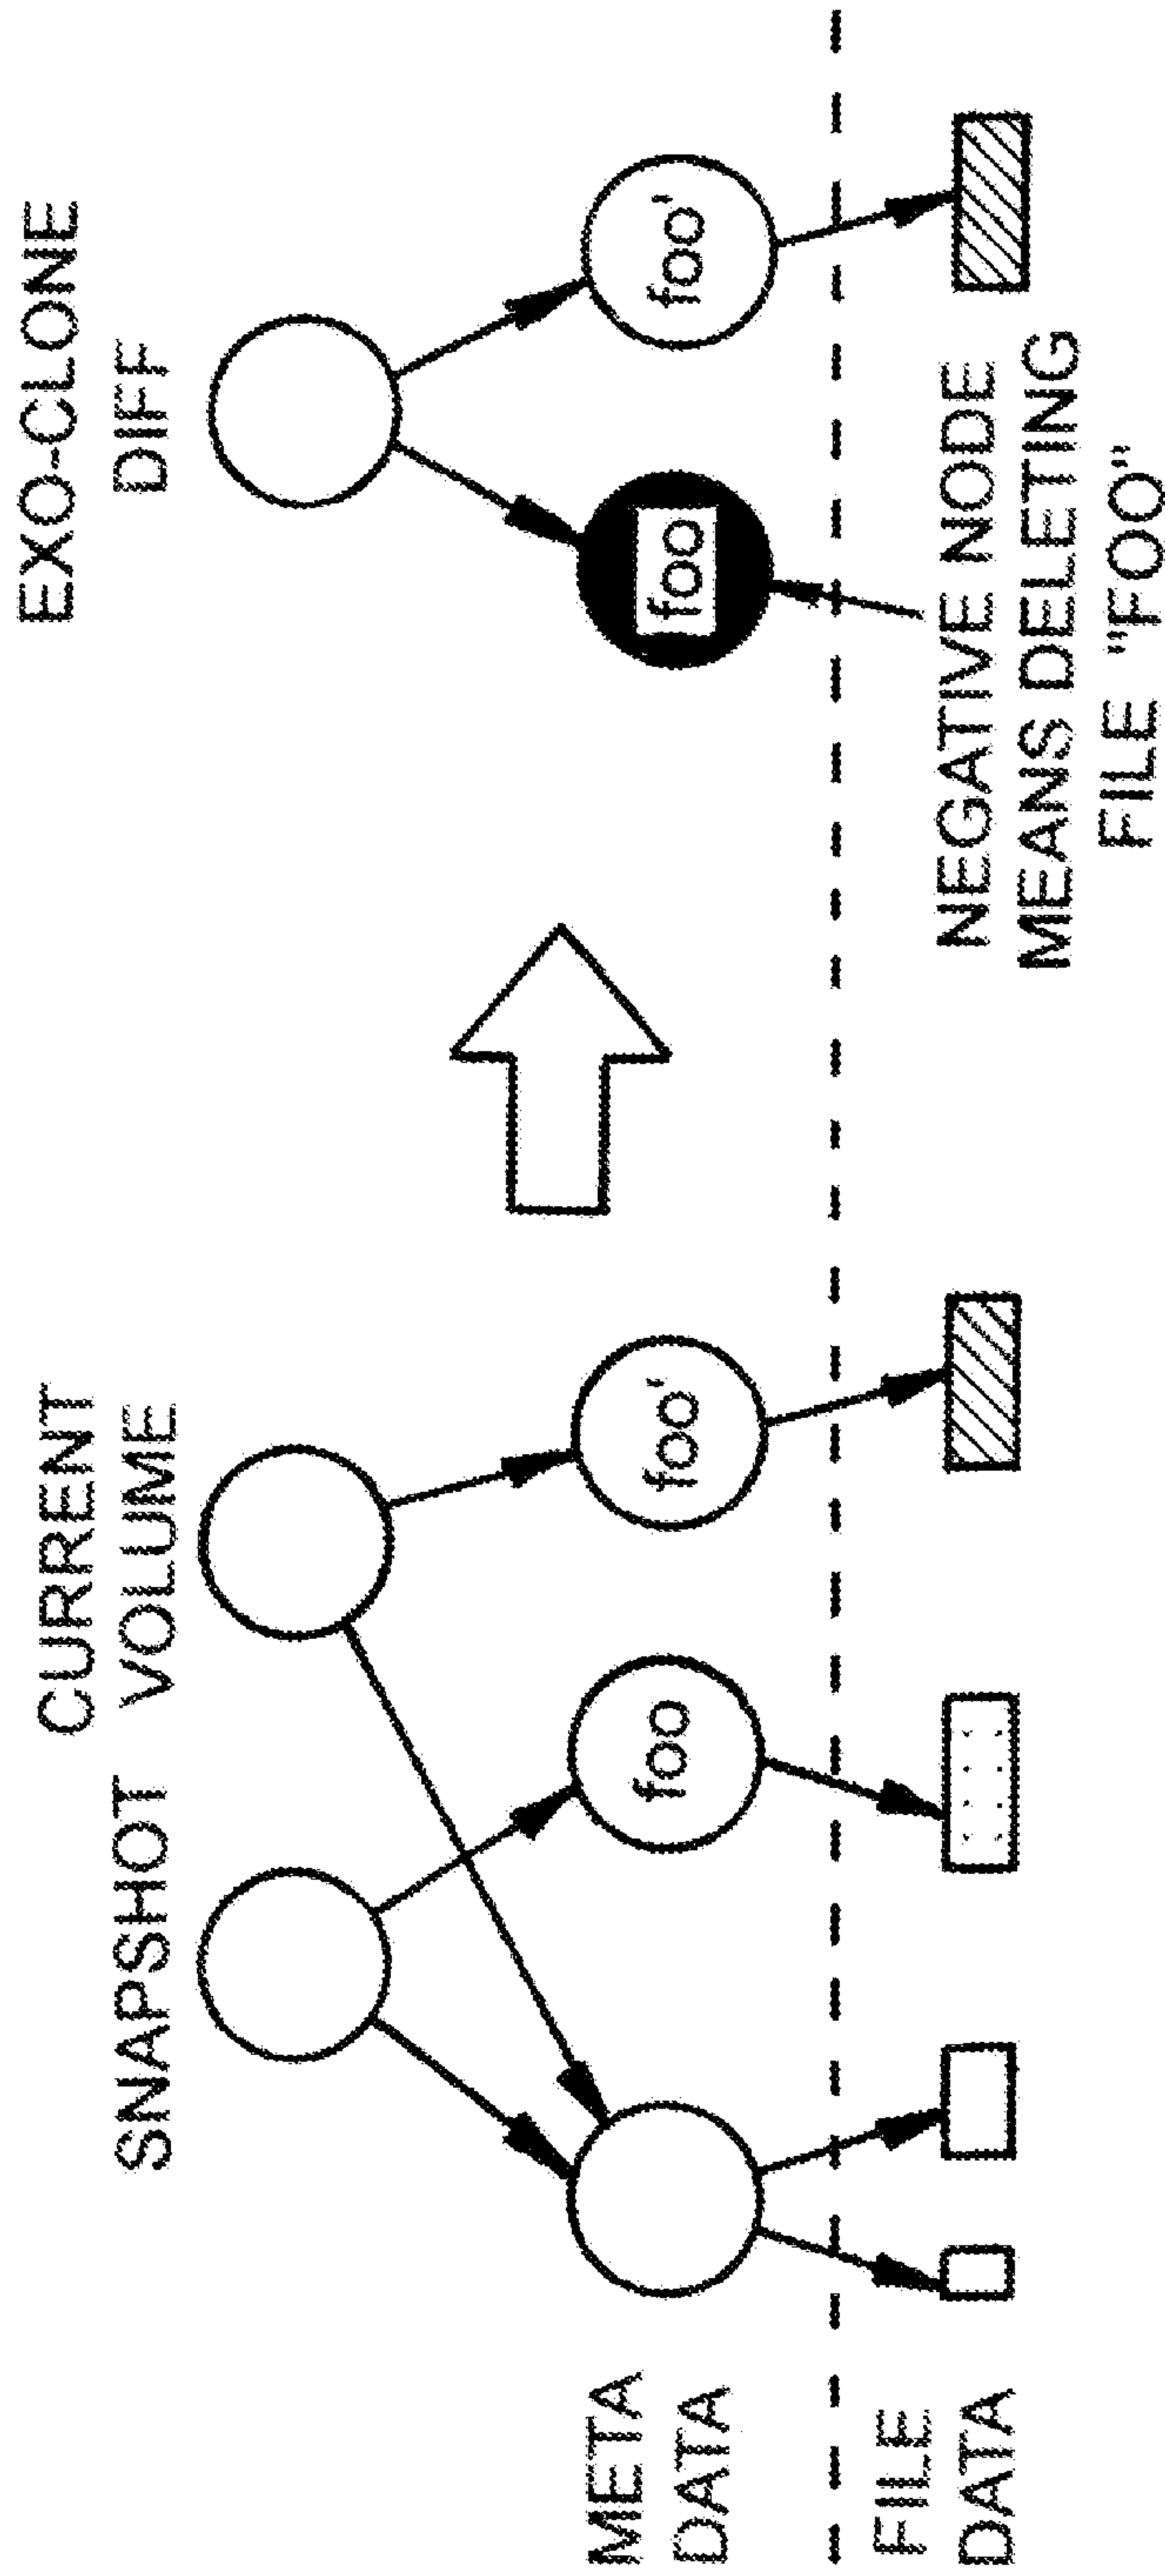 SNAPSHOT
CURRENT
VOLUME
EXO-CLONE
DIFF
META
DATA
foo
foo'
foo
foo'
FILE
DATA
NEGATIVE NODE
MEANS DELETING
FILE "FOO"